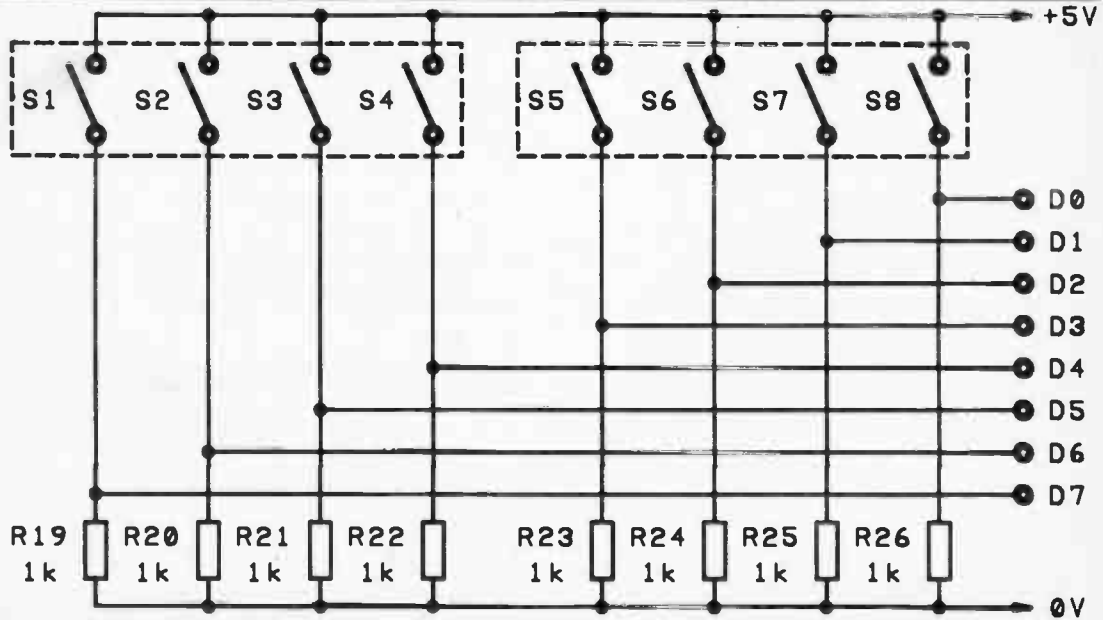 +5V
S1 S2 S3 S4 S5 S6 S7 S8
D0
D1
D2
D3
D4
D5
D6
D7
R19 R20 R21 R22 R23 R24 R25 R26
1k 1k 1k 1k 1k 1k 1k 1k
0V